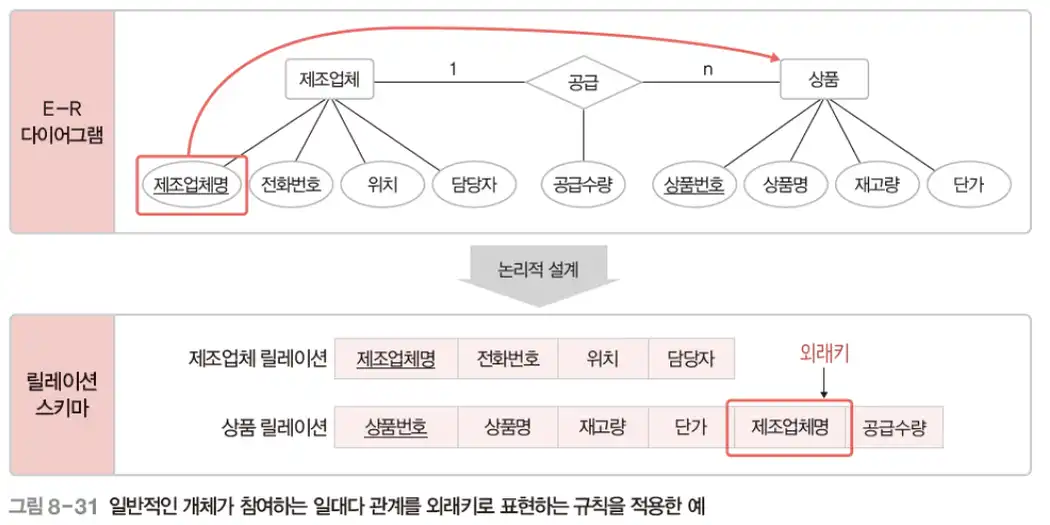 E-R
다이어그램
제조업체
1
공급
n
상품
제조업체명
전화번호
위치
담당자
공급수량
상품번호
상품명
재고량
단가
논리적 설계
릴레이션
스키마
제조업체 릴레이션 제조업체명 전화번호 위치 담당자
외래키
상품 릴레이션 상품번호 상품명 재고량 단가 제조업체명 공급수량
그림 8-31 일반적인 개체가 참여하는 일대다 관계를 외래키로 표현하는 규칙을 적용한 예